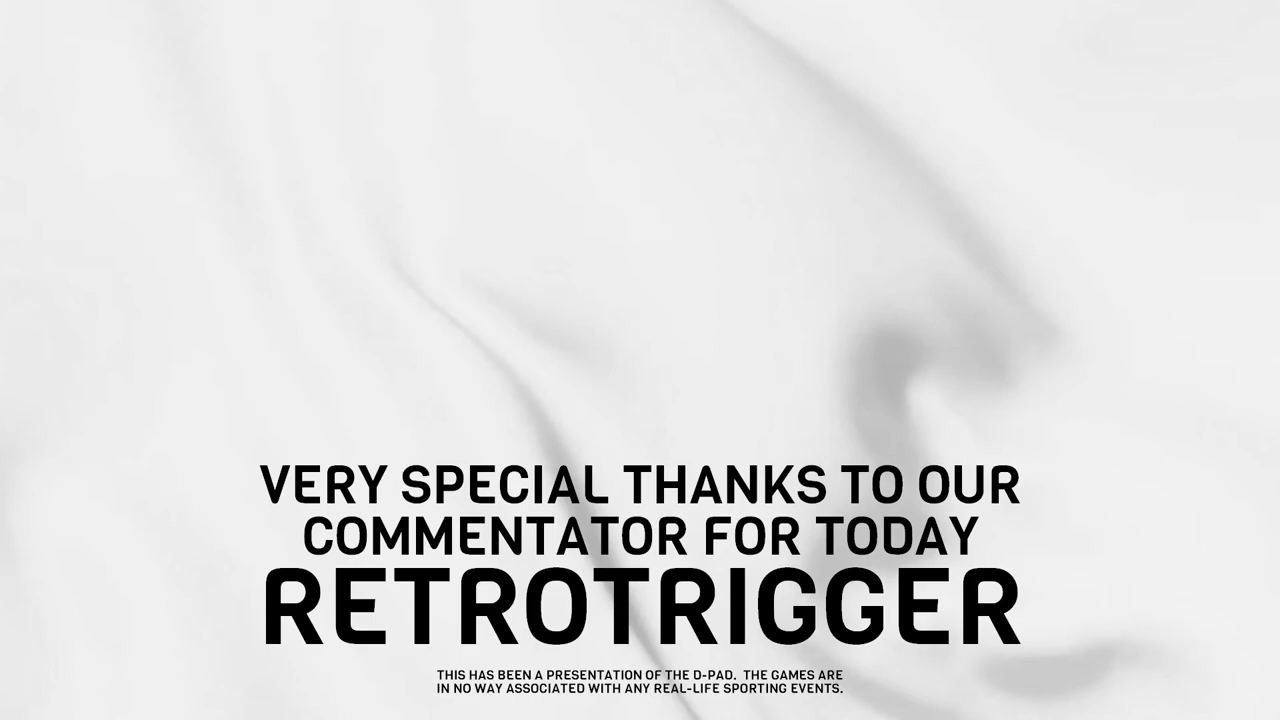 VERY SPECIAL THANKS TO OUR
COMMENTATOR FOR TODAY
RETROTRIGGER
THIS HAS BEEN A PRESENTATION OF THE D-PAD.  THE GAMES ARE
IN NO WAY ASSOCIATED WITH ANY REAL-LIFE SPORTING EVENTS.